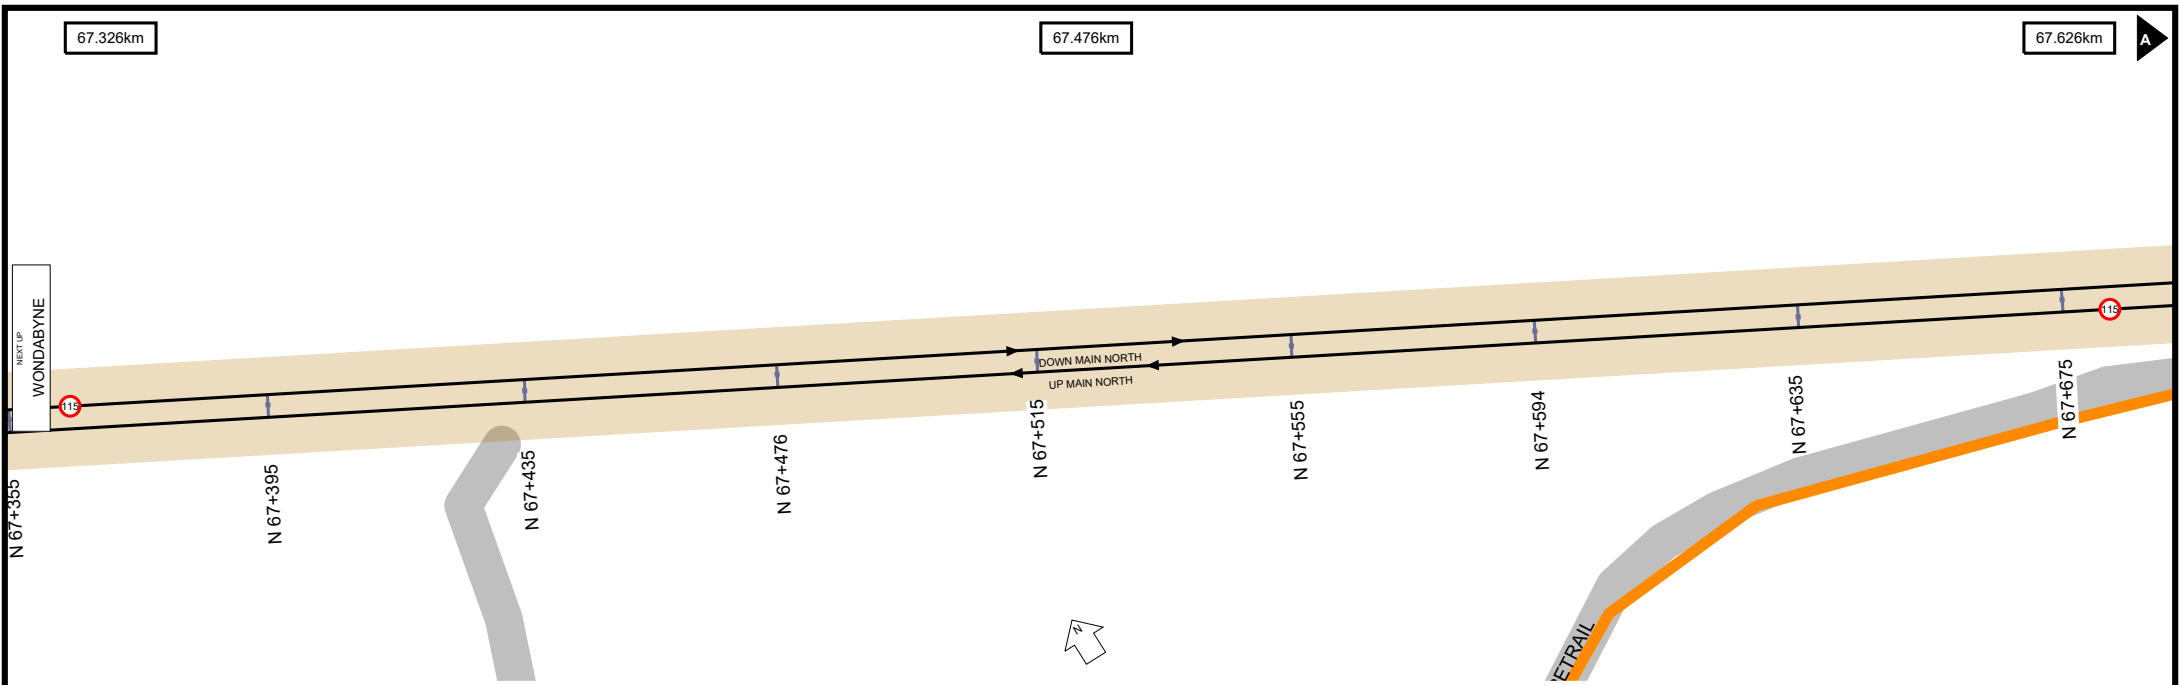 67.326km
67.476km
67.626km
A
NEXT UP
WONDABYNE
115
115
DOWN MAIN NORTH
UP MAIN NORTH
N 67+355
N 67+395
N 67+435
N 67+476
N 67+515
N 67+555
N 67+594
N 67+635
N 67+675
N
ETRAIL